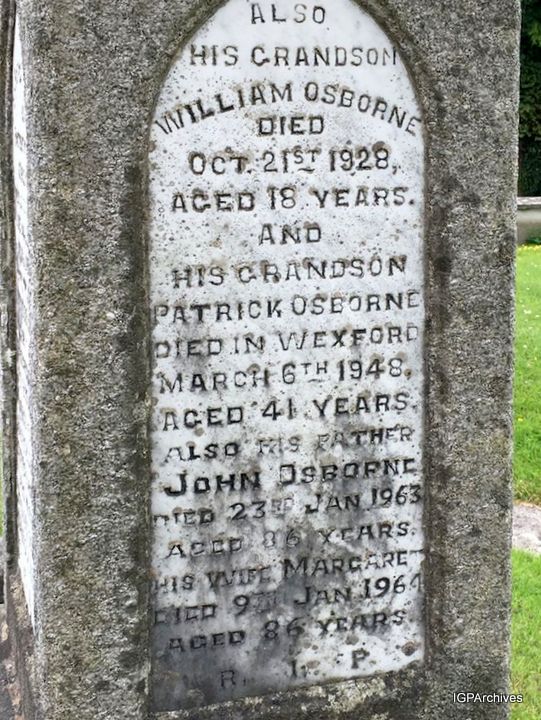 ALSO
HIS GRANDSON
WILLIAM OSBORNE
DIED
OCT. 21ST 1928,
AGED 18 YEARS.
AND
HIS GRANDSON
PATRICK OSBORNE
DIED IN WEXFORD
MARCH 6TH 1948.
AGED 41 YEARS.
ALSO HIS FATHER
JOHN OSBORNE
DIED 23RD JAN 1963
AGED 86 YEARS.
HIS WIFE MARGARET
DIED 9TH JAN 1964
AGED 86 YEARS.
R. I. P.
IGPArchives